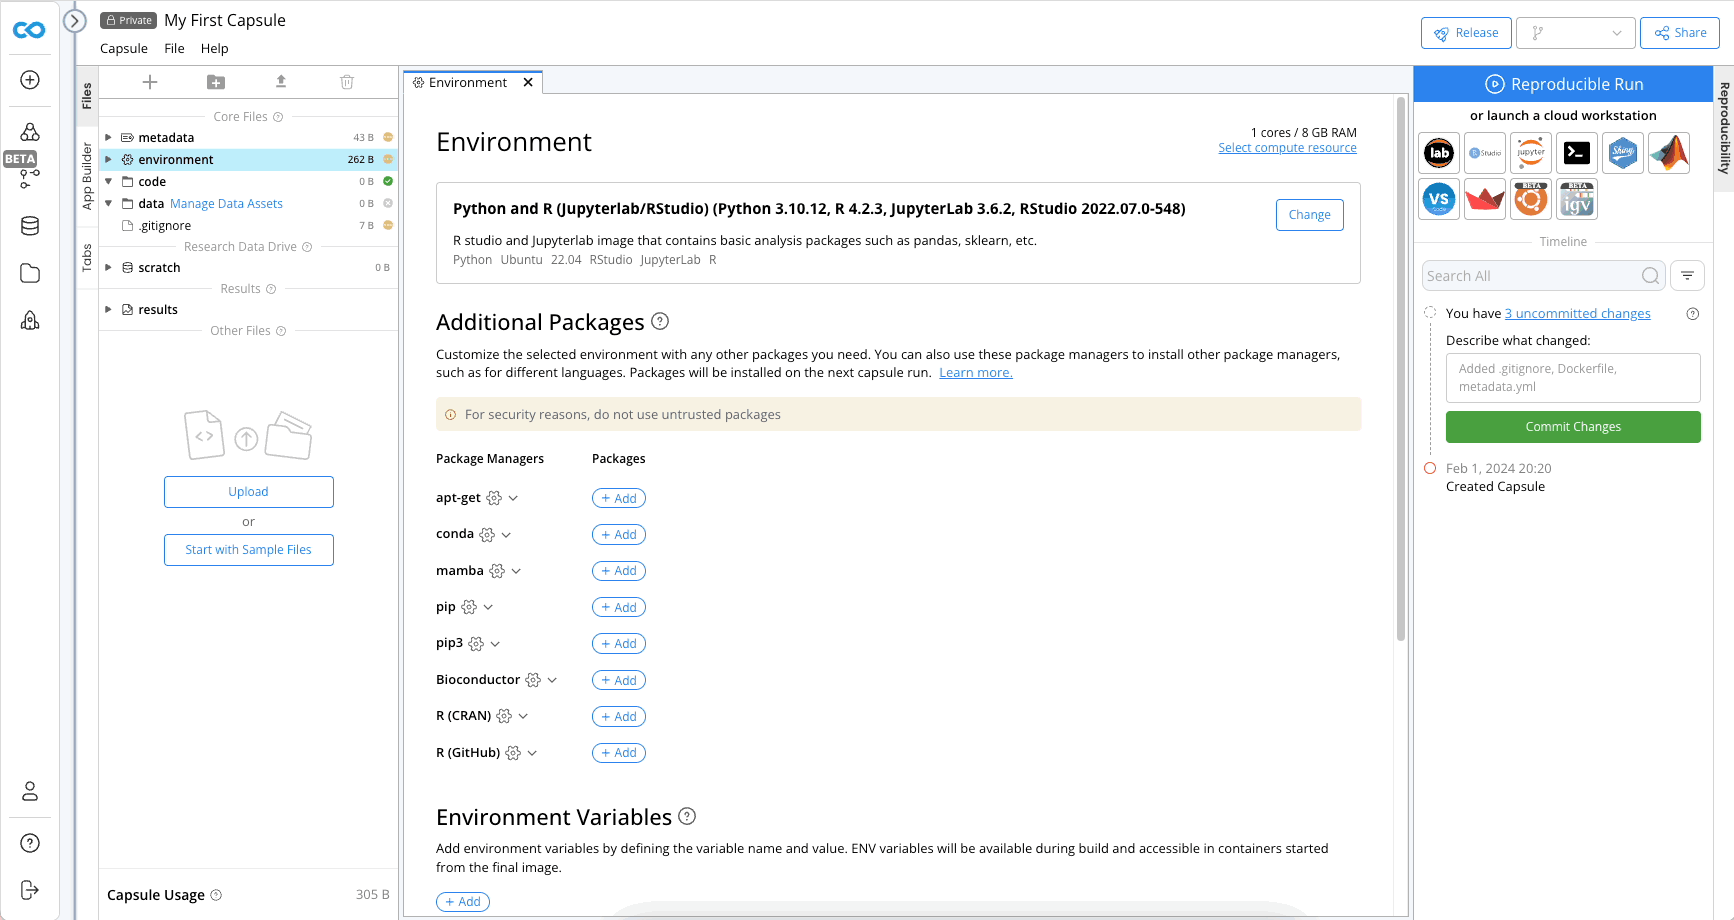 Private My First Capsule
Capsule File Help
Release
Share
BETA
Files
App Builder
Tabs
Core Files
metadata 43 B
environment 262 B
code 0 B
data Manage Data Assets 0 B
.gitignore 7 B
Research Data Drive
scratch 0 B
Results
results
Other Files
Upload
or
Start with Sample Files
Capsule Usage 305 B
Environment
Environment
1 cores / 8 GB RAM
Select compute resource
Python and R (Jupyterlab/RStudio) (Python 3.10.12, R 4.2.3, JupyterLab 3.6.2, RStudio 2022.07.0-548)
Change
R studio and Jupyterlab image that contains basic analysis packages such as pandas, sklearn, etc.
Python Ubuntu 22.04 RStudio JupyterLab R
Additional Packages
Customize the selected environment with any other packages you need. You can also use these package managers to install other package managers,
such as for different languages. Packages will be installed on the next capsule run. Learn more.
For security reasons, do not use untrusted packages
Package Managers Packages
apt-get + Add
conda + Add
mamba + Add
pip + Add
pip3 + Add
Bioconductor + Add
R (CRAN) + Add
R (GitHub) + Add
Environment Variables
Add environment variables by defining the variable name and value. ENV variables will be available during build and accessible in containers started
from the final image.
+ Add
Reproducible Run
or launch a cloud workstation
lab
R Studio
jupyter
Shiny
VS
BETA
BETA
igv
Timeline
Search All
You have 3 uncommitted changes
Describe what changed:
Added .gitignore, Dockerfile,
metadata.yml
Commit Changes
Feb 1, 2024 20:20
Created Capsule
Reproducibility